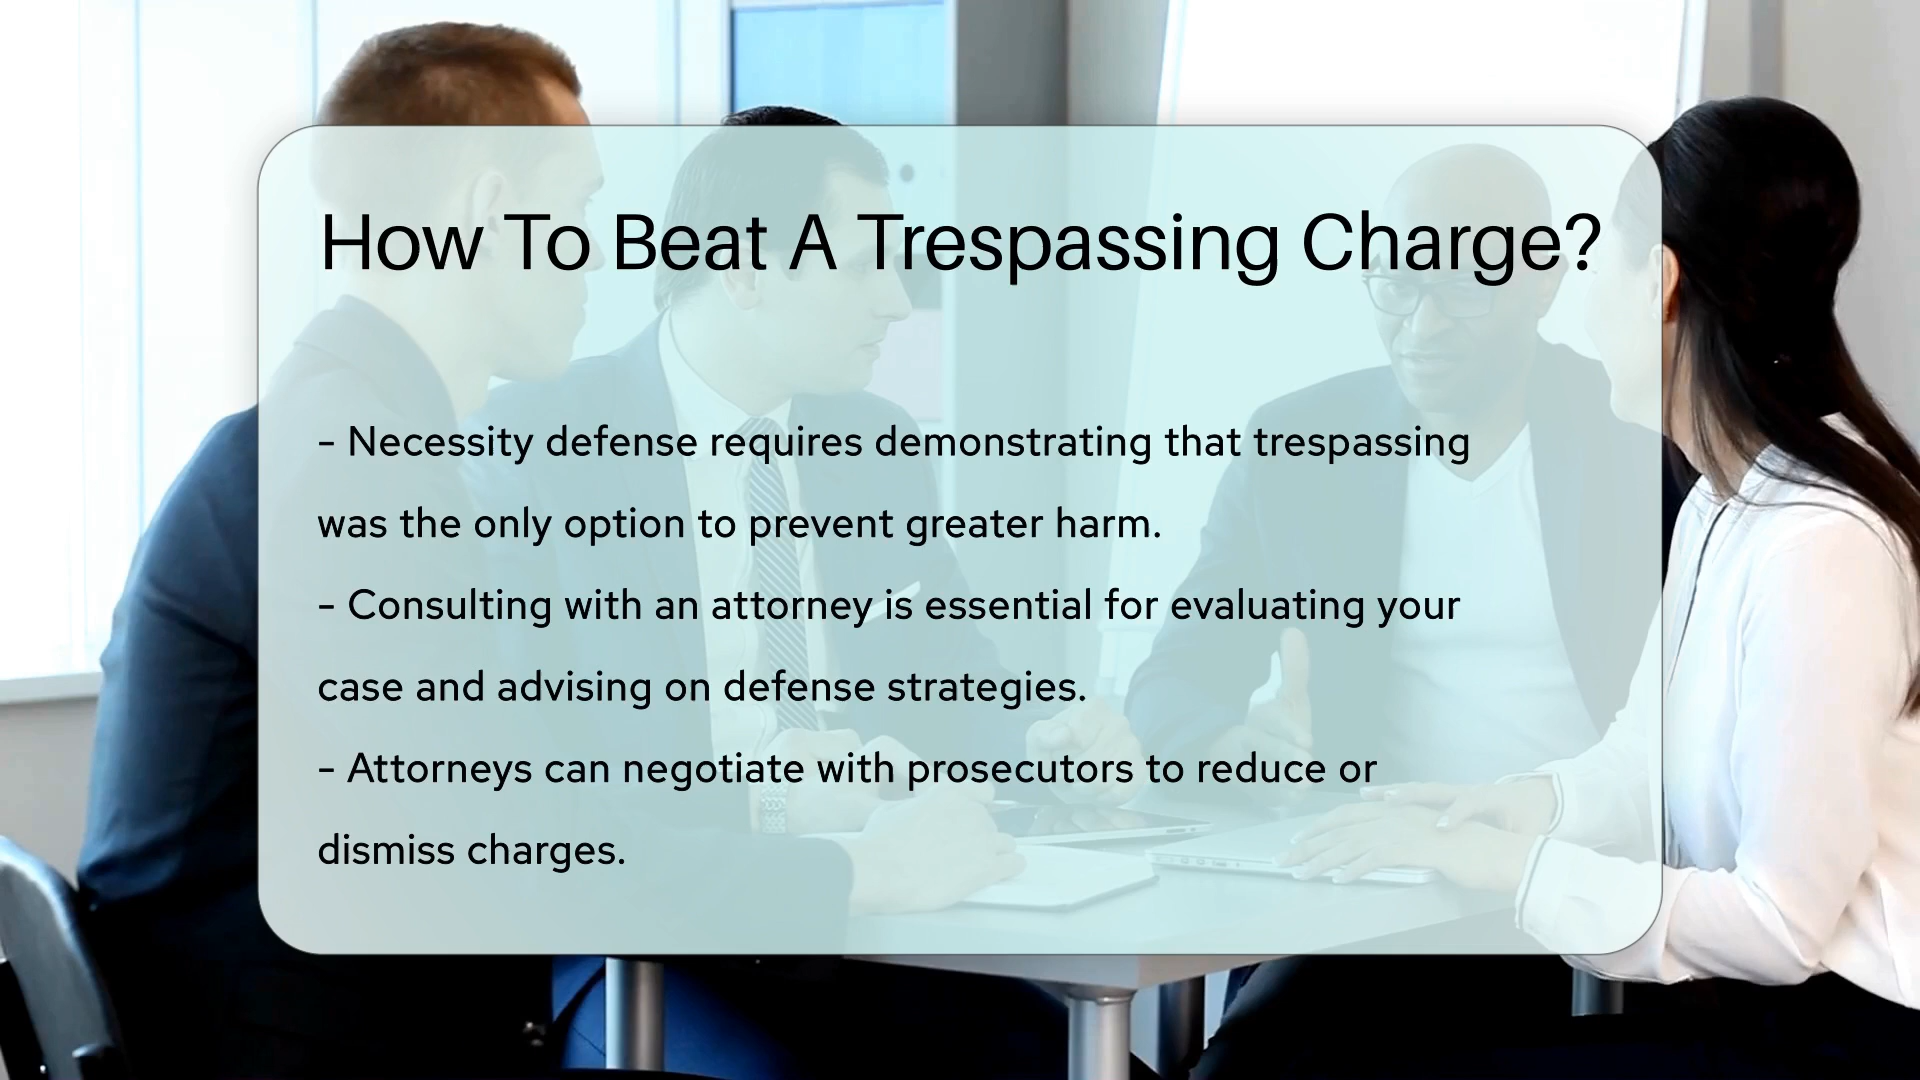 How To Beat A Trespassing Charge?
- Necessity defense requires demonstrating that trespassing
was the only option to prevent greater harm.
- Consulting with an attorney is essential for evaluating your
case and advising on defense strategies.
- Attorneys can negotiate with prosecutors to reduce or
dismiss charges.